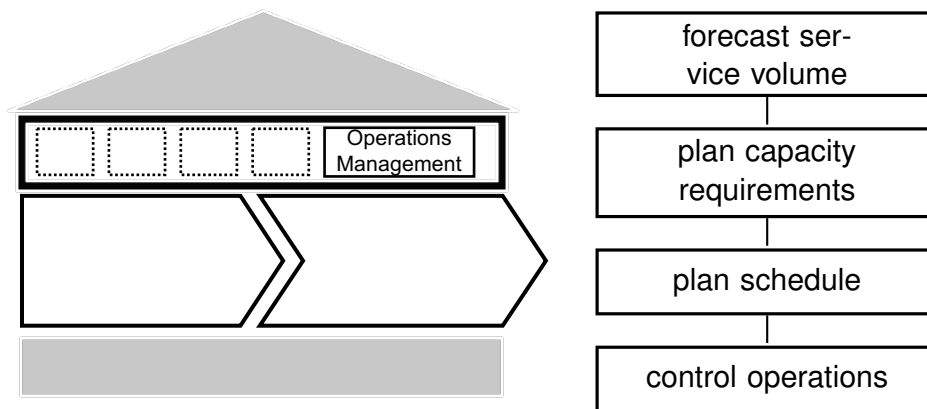 Operations
Management
forecast ser-
vice volume
plan capacity
requirements
plan schedule
control operations